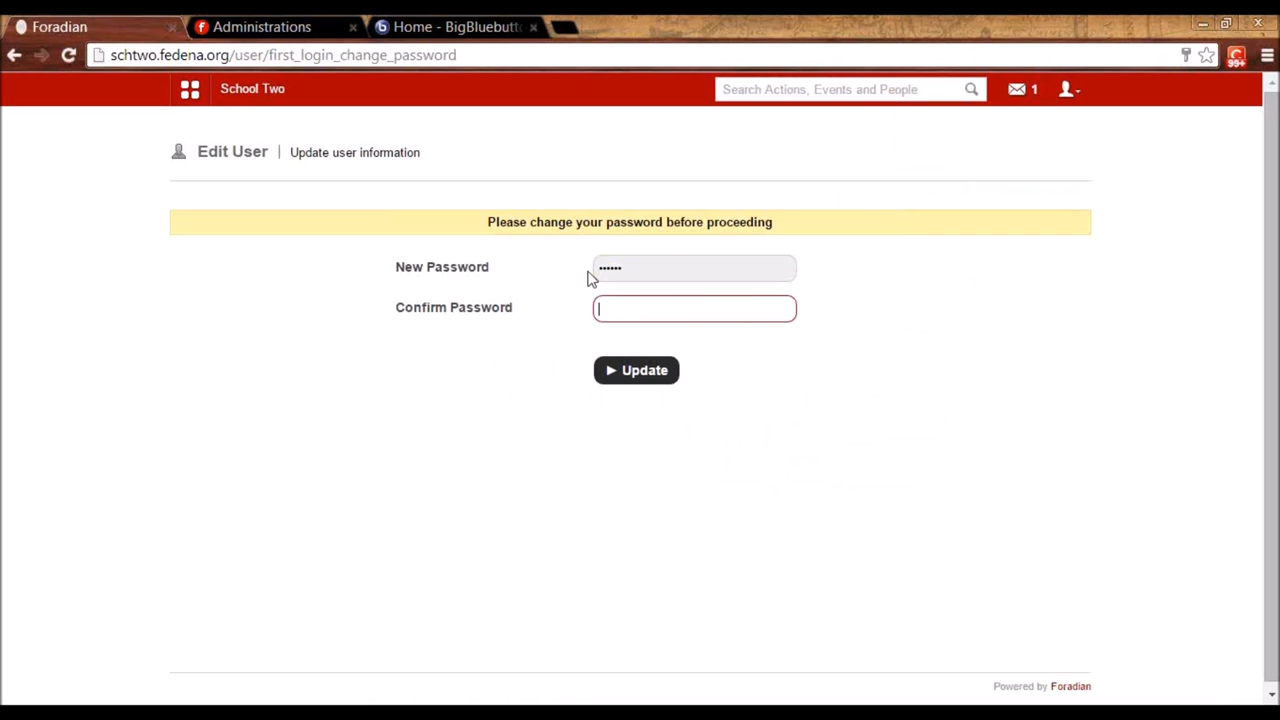 Foradian
Administrations
Home - BigBluebutt
schtwo.fedena.org/user/first_login_change_password
99+
School Two
Search Actions, Events and People
1
Edit User | Update user information
Please change your password before proceeding
New Password
••••••
Confirm Password
Update
Powered by Foradian